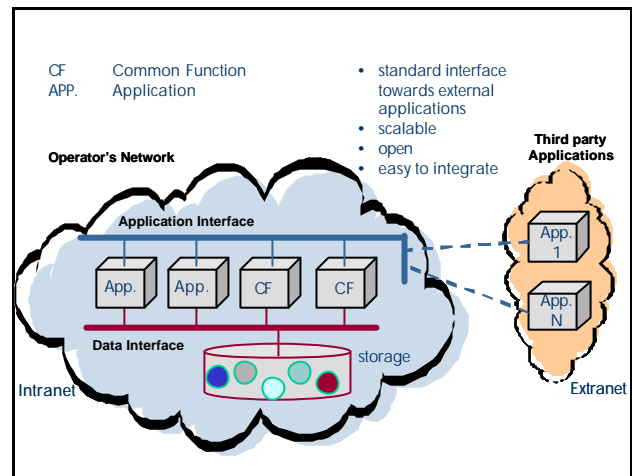 CF Common Function
APP. Application
• standard interface
towards external
applications
• scalable
• open
• easy to integrate
Third party
Applications
Operator's Network
Application Interface
App.
App.
CF
CF
App.
1
App.
N
Data Interface
storage
Intranet
Extranet